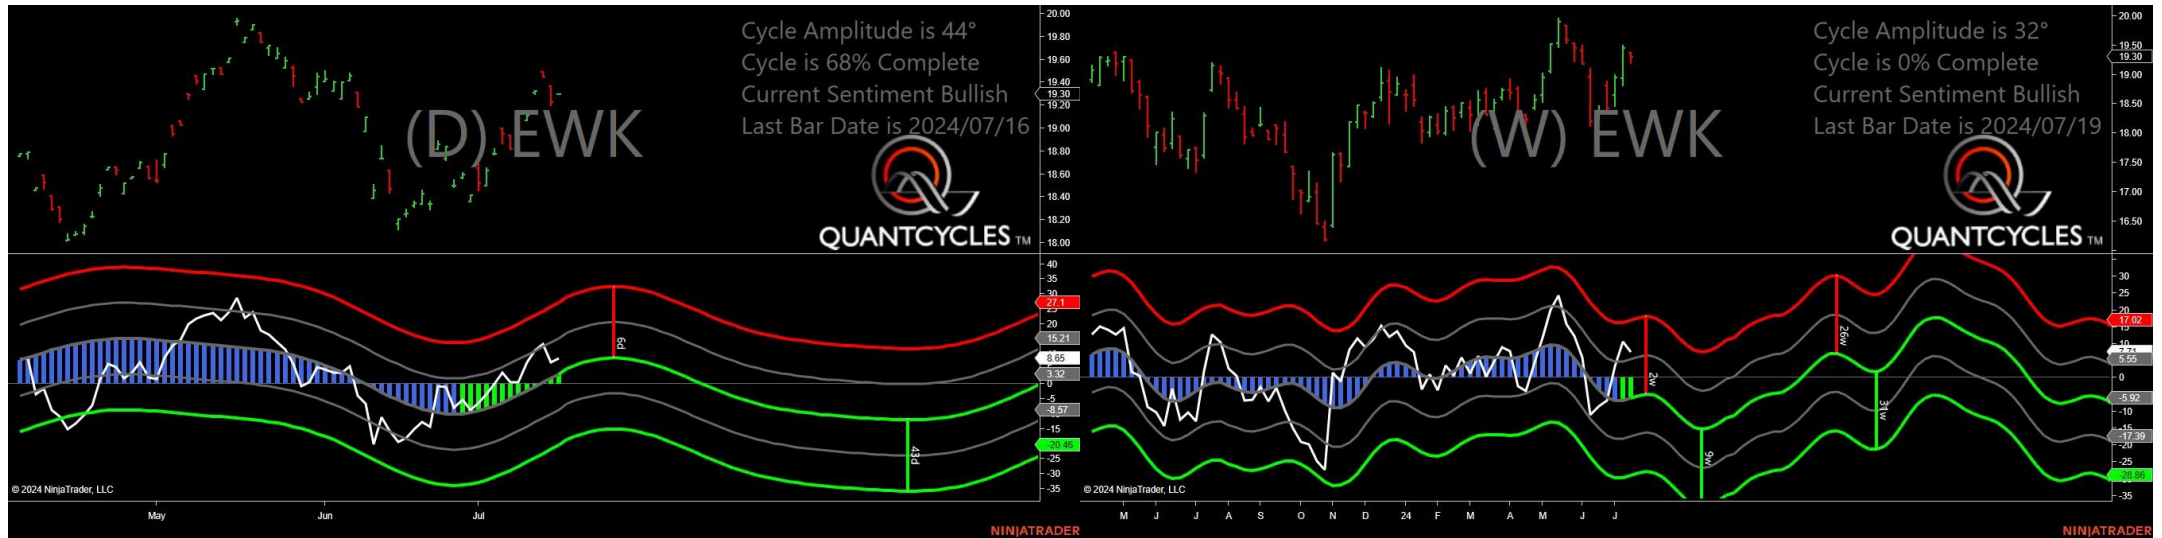 Cycle Amplitude is 44°
Cycle is 68% Complete
Current Sentiment Bullish
Last Bar Date is 2024/07/16
(D) EWK
QUANTCYCLES TM
20.00
19.80
19.60
19.40
19.30
19.20
19.00
18.80
18.60
18.40
18.20
18.00
40
35
30
27.1
25
20
15.21
8.65
3.32
0
-5
-8.57
-15
-20.46
-25
-30
-35
6d
43d
© 2024 NinjaTrader, LLC
May
Jun
Jul
NINJATRADER
Cycle Amplitude is 32°
Cycle is 0% Complete
Current Sentiment Bullish
Last Bar Date is 2024/07/19
(W) EWK
QUANTCYCLES TM
20.00
19.50
19.30
19.00
18.50
18.00
17.50
17.00
16.50
30
25
20
17.02
10
5.55
0
-5.92
-10
-15
-17.39
-20
-25
-28.86
-35
2w
9w
26w
31w
© 2024 NinjaTrader, LLC
M
J
J
A
S
O
N
D
24
F
M
A
M
J
J
NINJATRADER